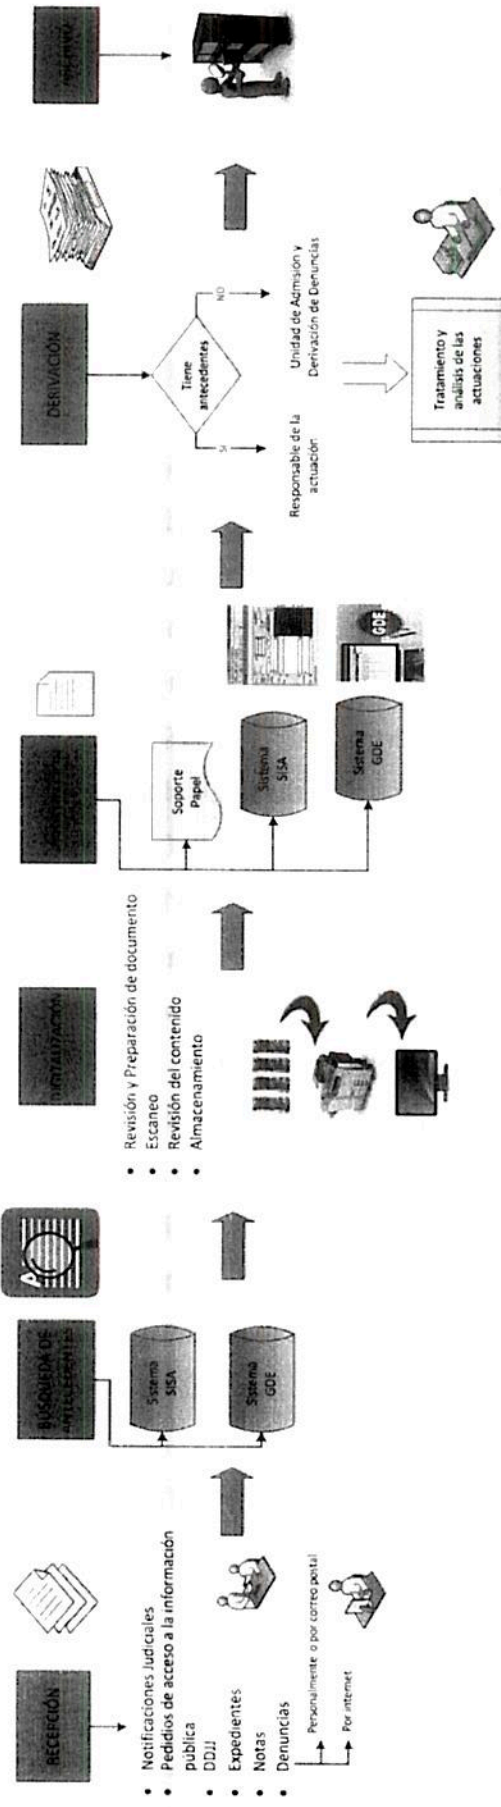 RECEPCIÓN
• Notificaciones Judiciales
• Pedidios de acceso a la información
pública
• DDJJ
• Expedientes
• Notas
• Denuncias
Personalmente o por correo postal
Por internet
BÚSQUEDA DE
ANTECEDENTES
Sistema
SISA
Sistema
GDE
A
DIGITALIZACIÓN
• Revisión y Preparación de documento
• Escaneo
• Revisión del contenido
• Almacenamiento
Soporte
Papel
Sistema
SISA
Sistema
GDE
GDE
DERIVACIÓN
Tiene
antecedentes
SI
NO
Responsable de la
actuación
Unidad de Admisión y
Derivación de Denuncias
Tratamiento y
análisis de las
actuaciones